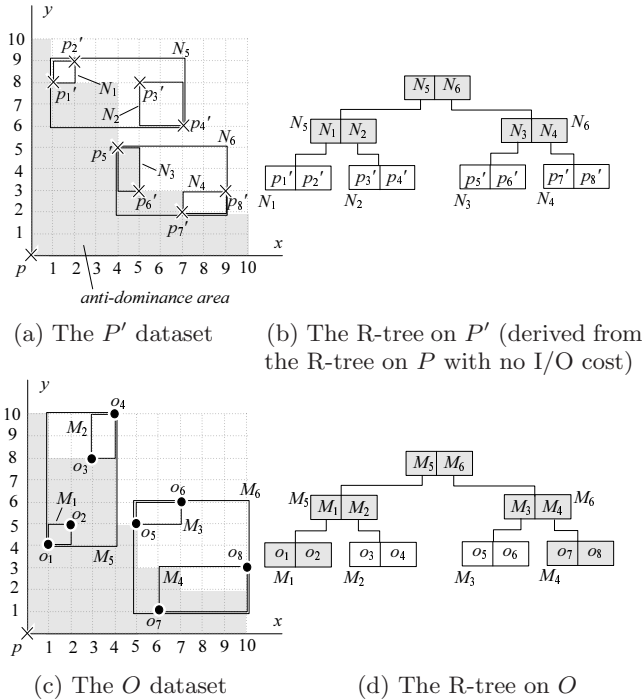 y
10
9
8
7
6
5
4
3
2
1
p₂′
N₅
N₁
p₁′
p₃′
N₂
p₄′
N₆
p₅′
N₃
N₄
p₆′
p₈′
p₇′
x
p 1 2 3 4 5 6 7 8 9 10
anti-dominance area
N₅ N₆
N₅ N₁ N₂
N₃ N₄ N₆
p₁′ p₂′ p₃′ p₄′ p₅′ p₆′ p₇′ p₈′
N₁ N₂ N₃ N₄
(a) The P′ dataset
(b) The R-tree on P′ (derived from
the R-tree on P with no I/O cost)
y
10
9
8
7
6
5
4
3
2
1
o₄
M₂
o₃
M₁
o₂
o₁
M₅
o₆
M₆
o₅
M₃
o₈
M₄
o₇
x
p 1 2 3 4 5 6 7 8 9 10
M₅ M₆
M₅ M₁ M₂
M₃ M₄ M₆
o₁ o₂ o₃ o₄ o₅ o₆ o₇ o₈
M₁ M₂ M₃ M₄
(c) The O dataset
(d) The R-tree on O